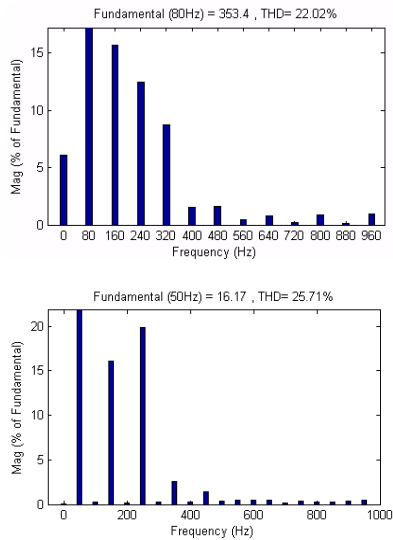 Fundamental (80Hz) = 353.4 , THD= 22.02%
15
10
5
0
Mag (% of Fundamental)
0 80 160 240 320 400 480 560 640 720 800 880 960
Frequency (Hz)
Fundamental (50Hz) = 16.17 , THD= 25.71%
20
15
10
5
0
Mag (% of Fundamental)
0 200 400 600 800 1000
Frequency (Hz)